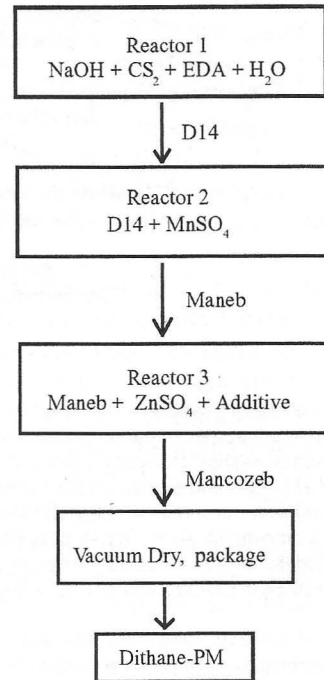 Reactor 1
NaOH + CS₂ + EDA + H₂O
D14
Reactor 2
D14 + MnSO₄
Maneb
Reactor 3
Maneb + ZnSO₄ + Additive
Mancozeb
Vacuum Dry, package
Dithane-PM